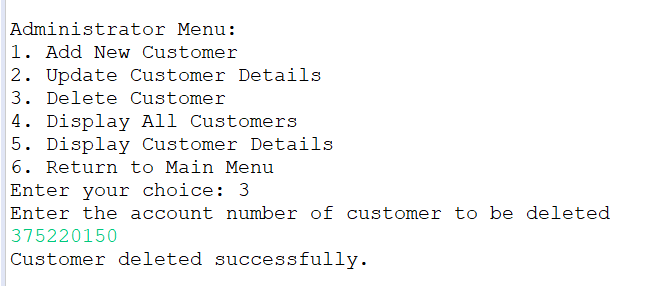 Administrator Menu:
1. Add New Customer
2. Update Customer Details
3. Delete Customer
4. Display All Customers
5. Display Customer Details
6. Return to Main Menu
Enter your choice: 3
Enter the account number of customer to be deleted
375220150
Customer deleted successfully.